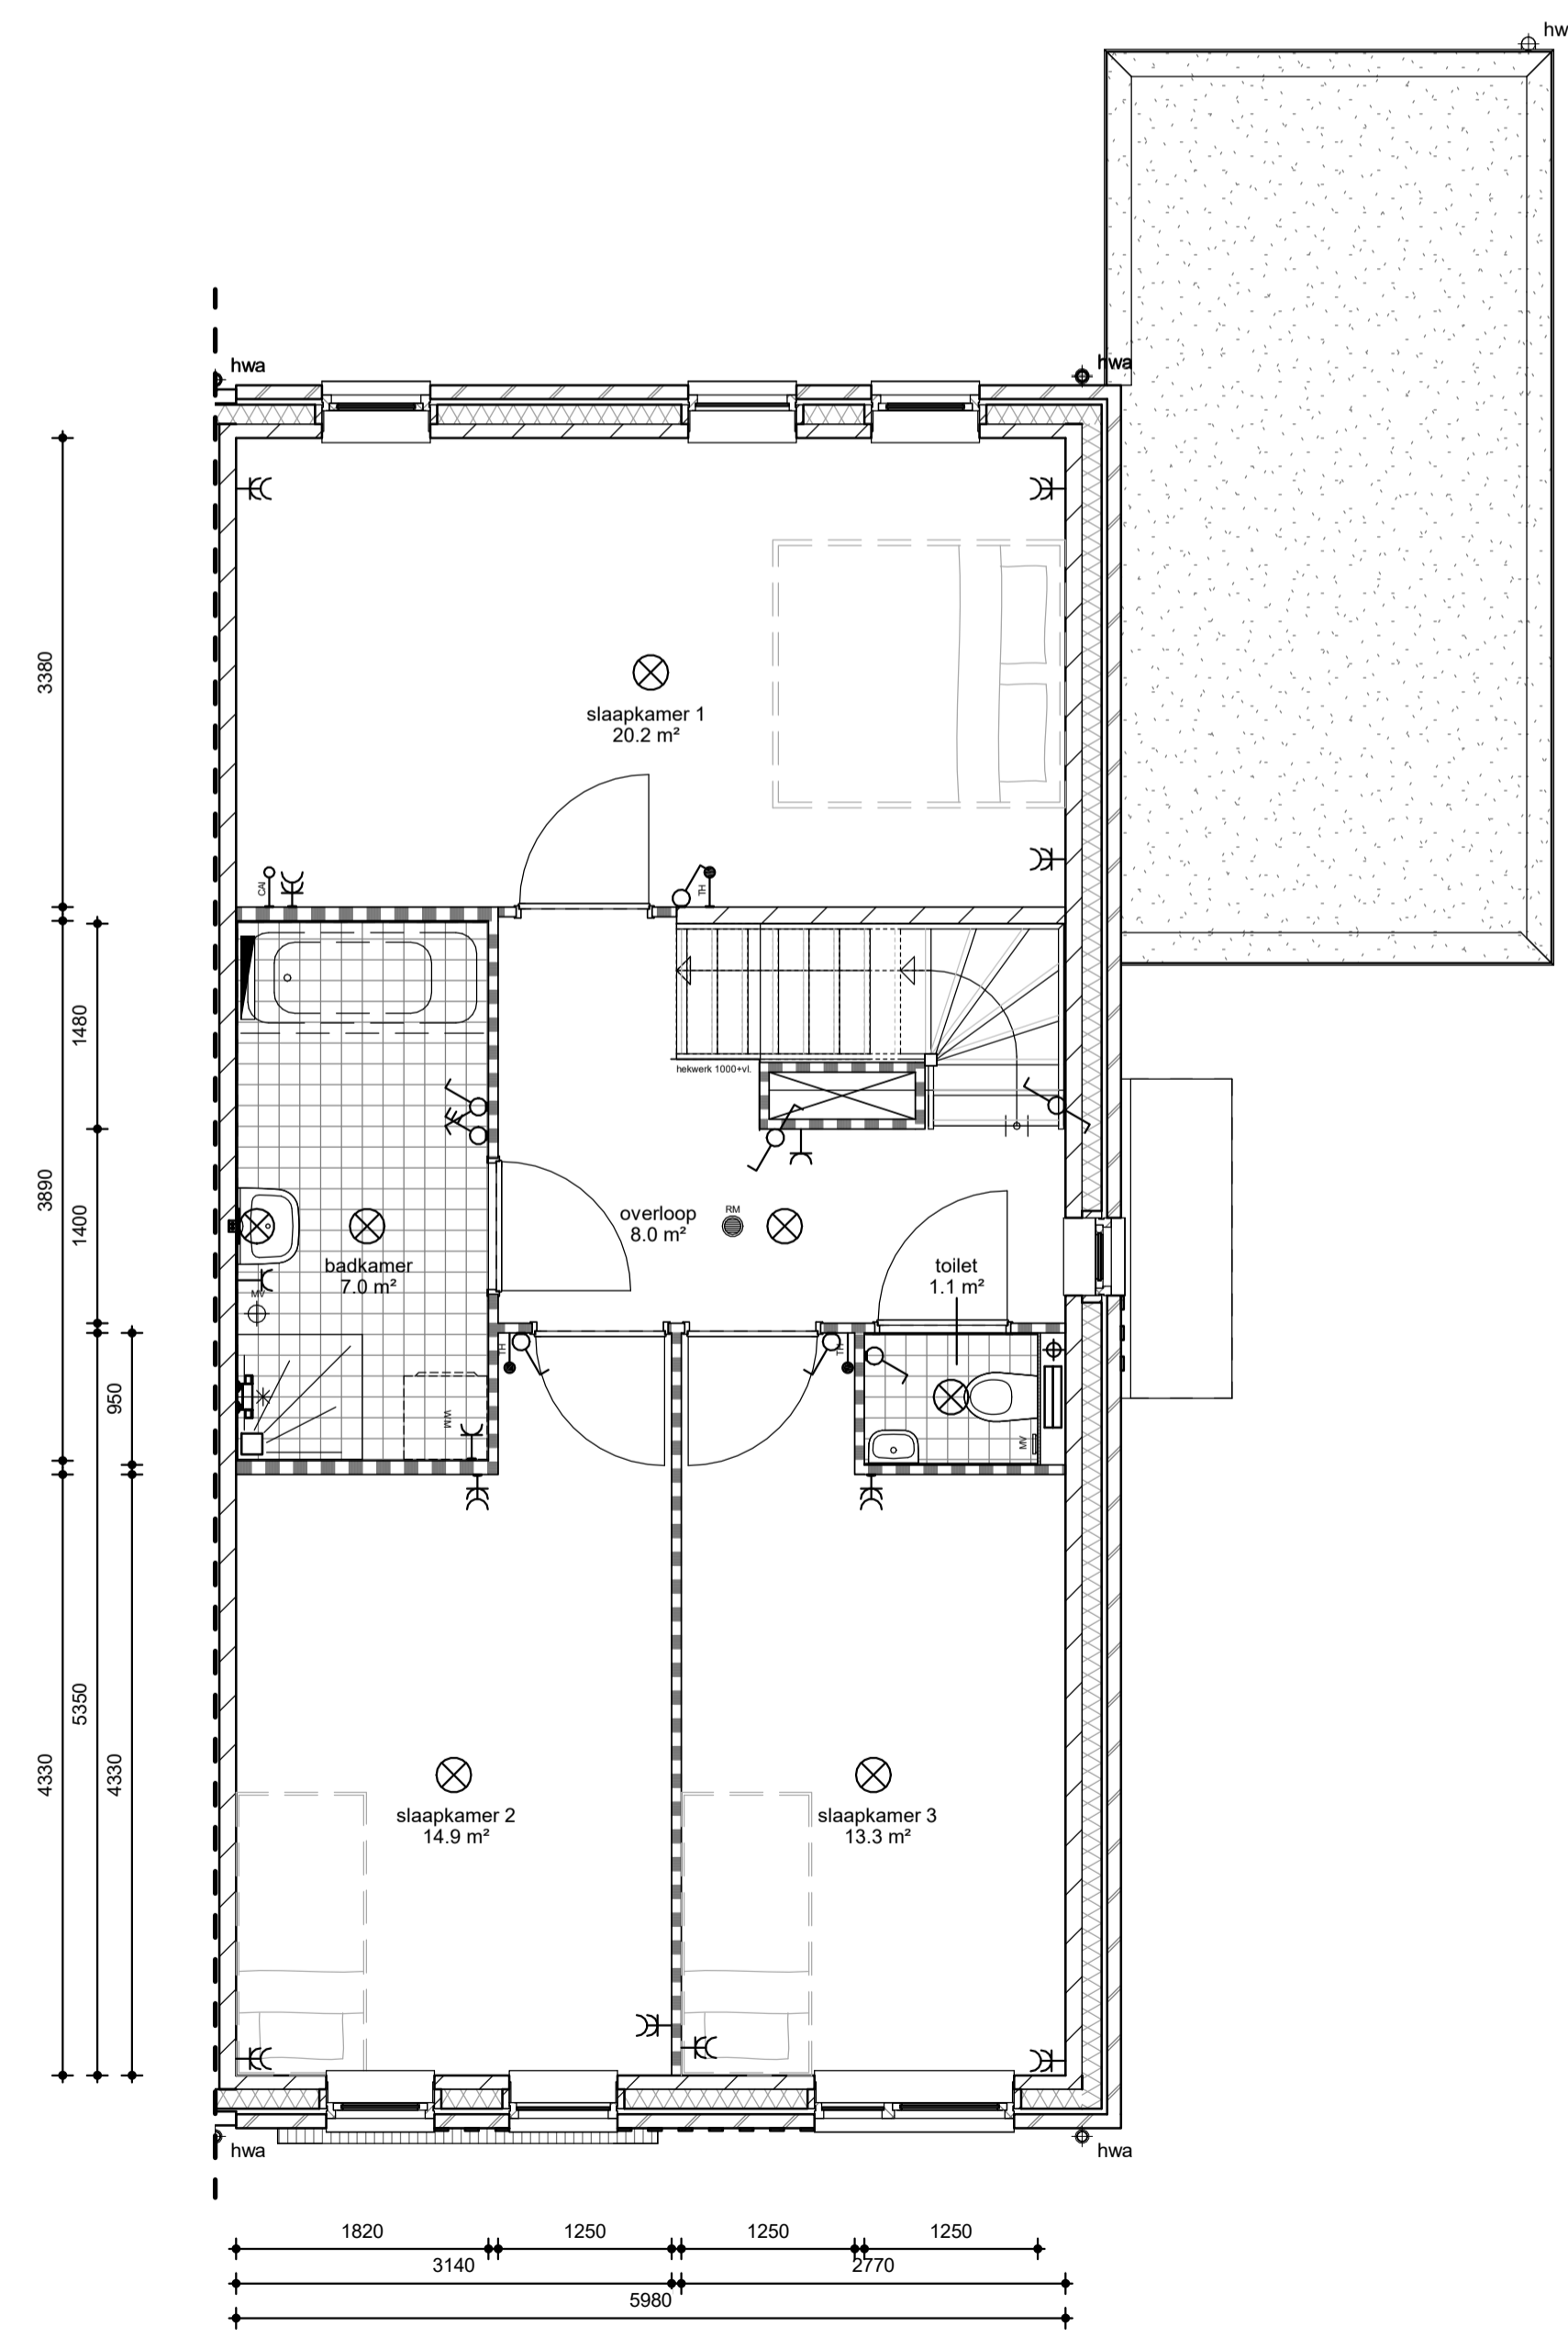 hw
hwa
hwa
3380
slaapkamer 1
20.2 m²
CAI
TH
1480
hekwerk 1000+vl.
3890
1400
overloop
8.0 m²
RM
badkamer
7.0 m²
toilet
1.1 m²
MV
TH
TH
950
WM
MV
5350
4330
4330
slaapkamer 2
14.9 m²
slaapkamer 3
13.3 m²
hwa
hwa
1820
1250
1250
1250
3140
2770
5980